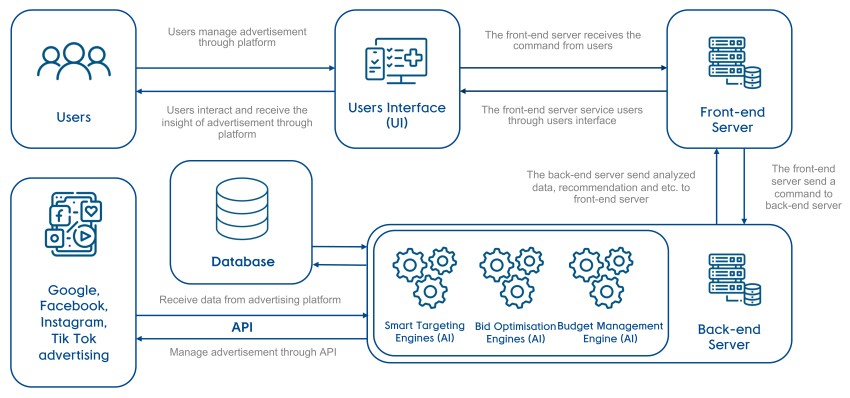 Users manage advertisement
through platform
Users
Users interact and receive the
insight of advertisement through
platform
Users Interface
(UI)
The front-end server receives the
command from users
The front-end server service users
through users interface
Front-end
Server
The back-end server send analyzed
data, recommendation and etc. to
front-end server
The front-end
server send a
command to
back-end server
Database
Google,
Facebook,
Instagram,
Tik Tok
advertising
Receive data from advertising platform
API
Manage advertisement through API
Smart Targeting
Engines (AI)
Bid Optimisation
Engines (AI)
Budget Management
Engine (AI)
Back-end
Server